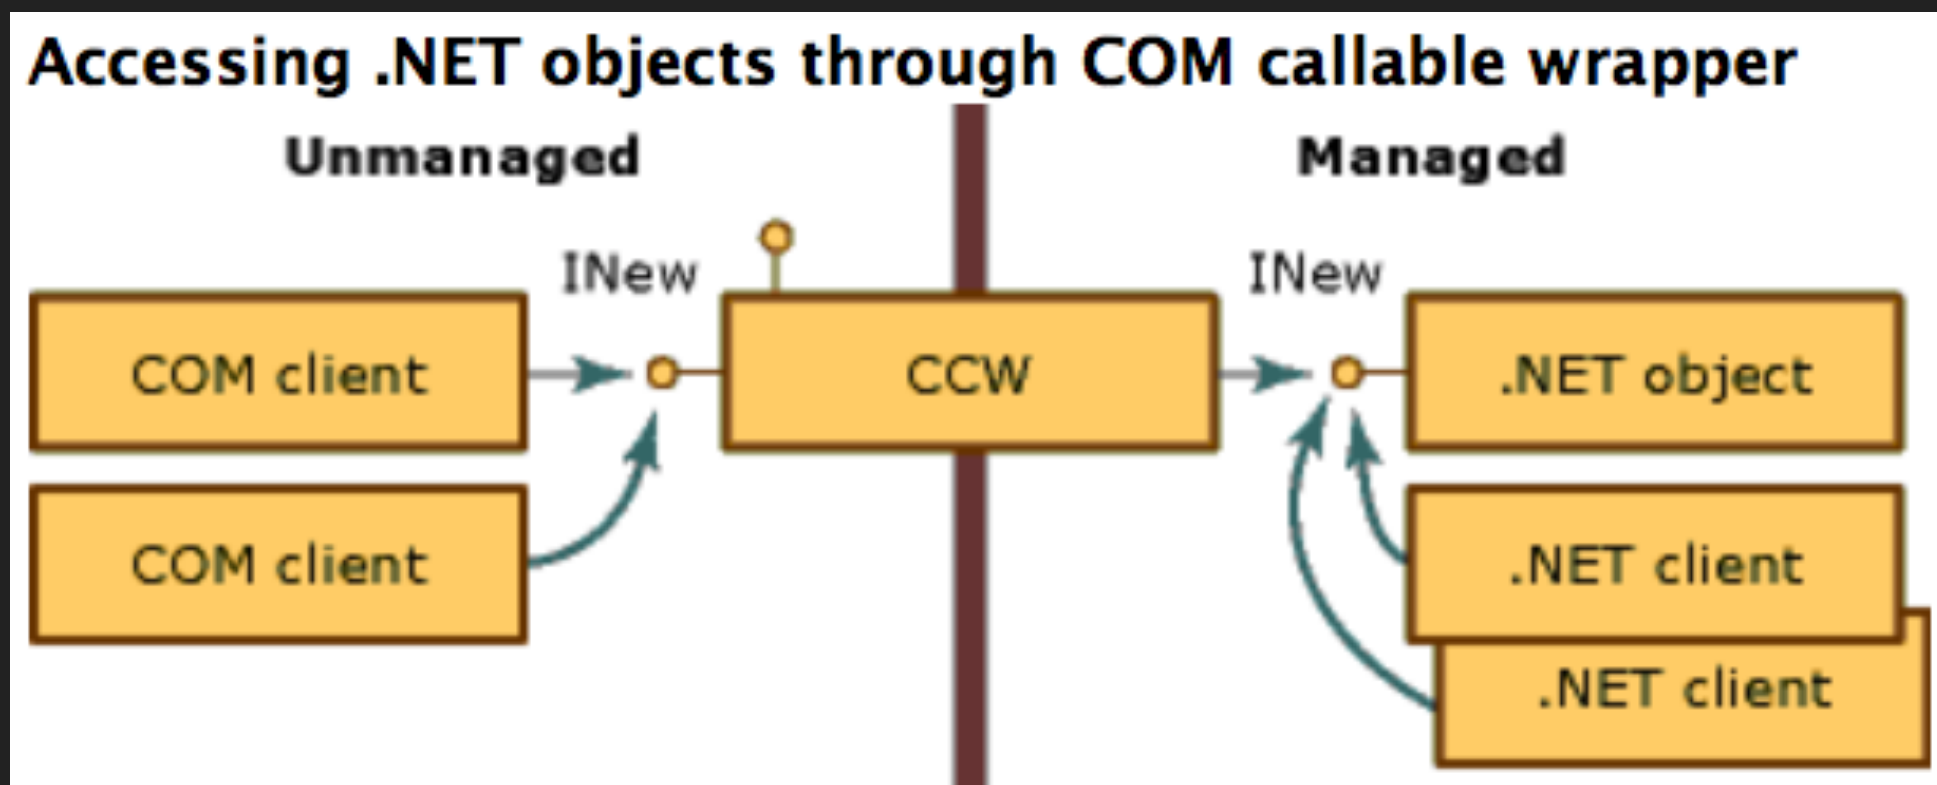 Accessing .NET objects through COM callable wrapper
Unmanaged
Managed
INew
INew
COM client
CCW
.NET object
COM client
.NET client
.NET client